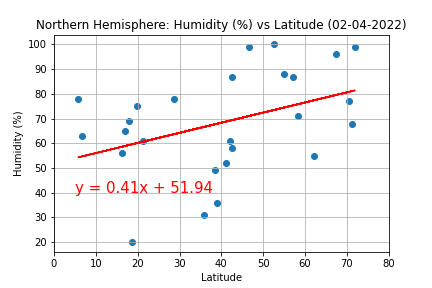 Northern Hemisphere: Humidity (%) vs Latitude (02-04-2022)
100
90
80
70
60
50
40
30
20
Humidity (%)
y = 0.41x + 51.94
0 10 20 30 40 50 60 70 80
Latitude